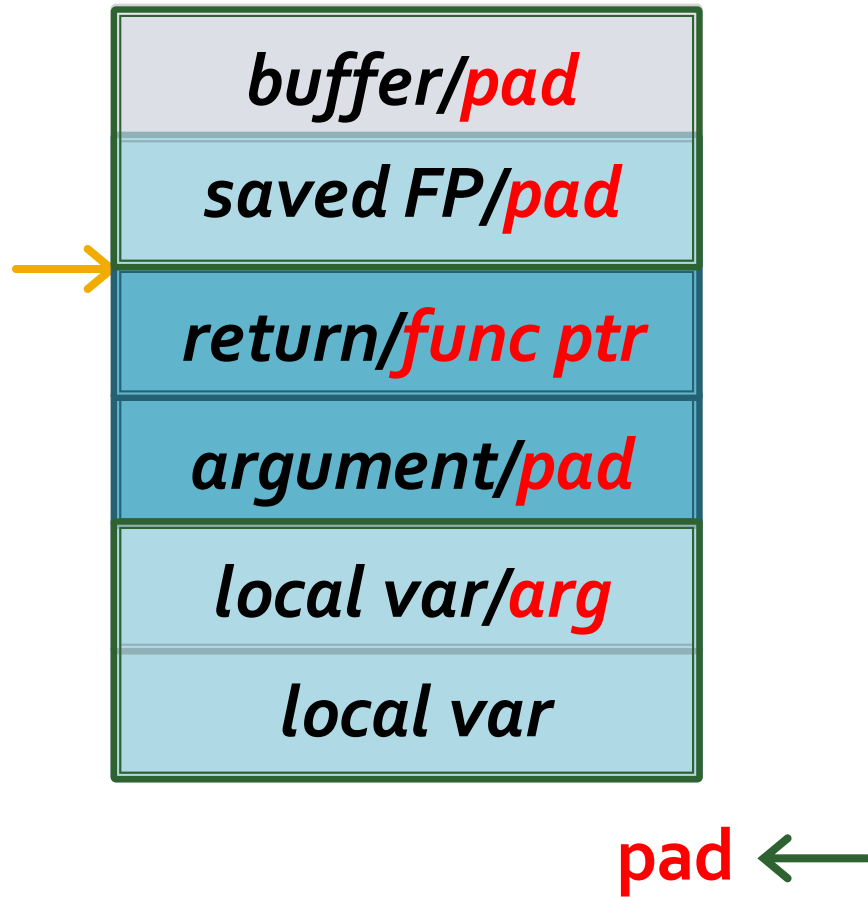 buffer/pad
saved FP/pad
return/func ptr
argument/pad
local var/arg
local var
pad